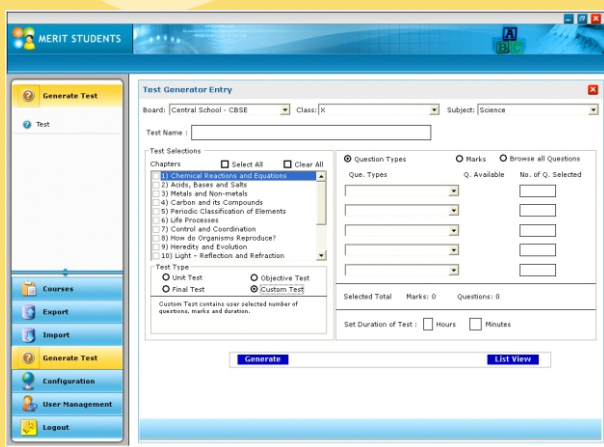 MERIT STUDENTS
A
B C
Generate Test
Test
Courses
Export
Import
Generate Test
Configuration
User Management
Logout
Test Generator Entry
Board: Central School - CBSE Class: X Subject: Science
Test Name :
Test Selections
Chapters Select All Clear All
1) Chemical Reactions and Equations
2) Acids, Bases and Salts
3) Metals and Non-metals
4) Carbon and its Compounds
5) Periodic Classification of Elements
6) Life Processes
7) Control and Coordination
8) How do Organisms Reproduce?
9) Heredity and Evolution
10) Light - Reflection and Refraction
Test Type
Unit Test Objective Test
Final Test Custom Test
Custom Test contains user selected number of
questions, marks and duration.
Question Types Marks Browse all Questions
Que. Types Q. Available No. of Q. Selected
Selected Total Marks: 0 Questions: 0
Set Duration of Test : Hours Minutes
Generate List View